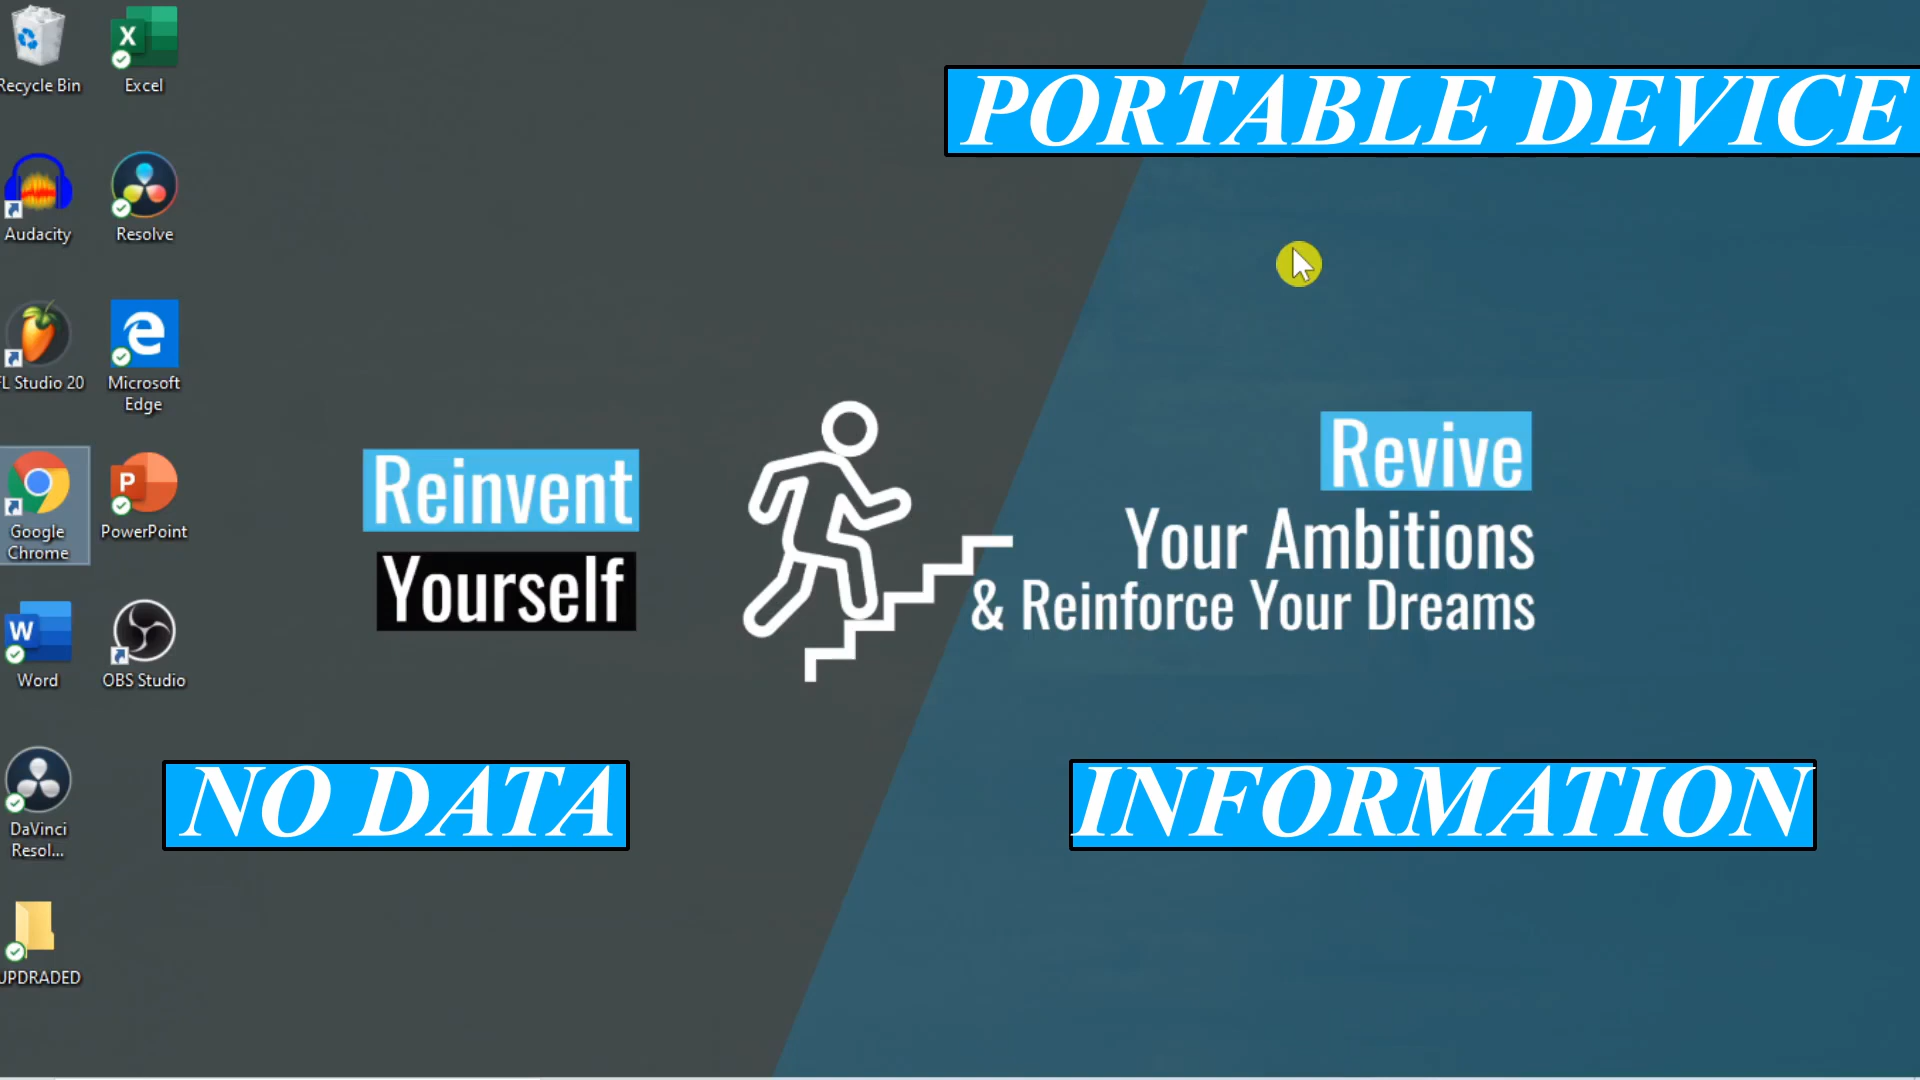 Recycle Bin
Excel
PORTABLE DEVICE
Audacity
Resolve
FL Studio 20
Microsoft
Edge
Google
Chrome
PowerPoint
Reinvent
Yourself
Revive
Your Ambitions
& Reinforce Your Dreams
Word
OBS Studio
NO DATA
INFORMATION
DaVinci
Resol...
UPDRADED